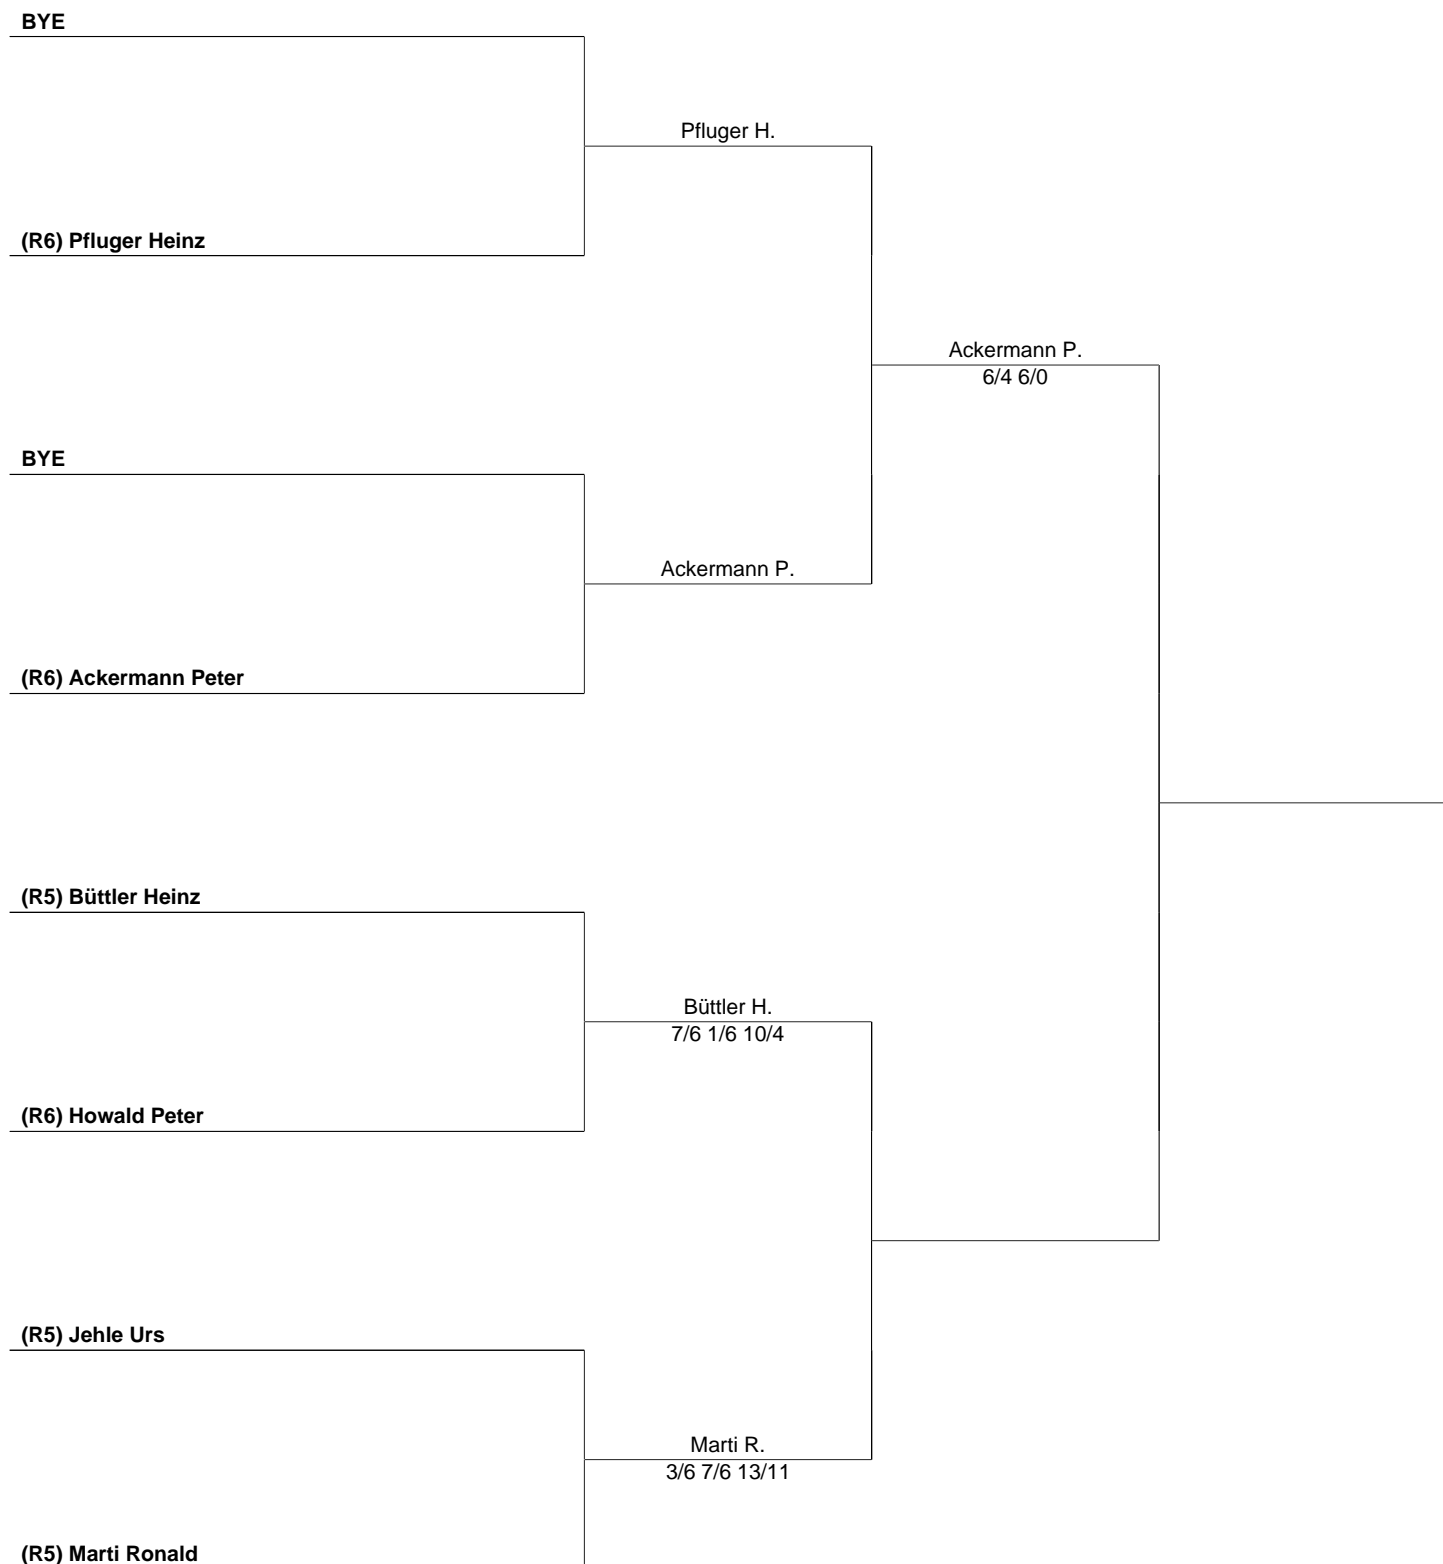 BYE
Pfluger H.
(R6) Pfluger Heinz
Ackermann P.
6/4 6/0
BYE
Ackermann P.
(R6) Ackermann Peter
(R5) Büttler Heinz
Büttler H.
7/6 1/6 10/4
(R6) Howald Peter
(R5) Jehle Urs
Marti R.
3/6 7/6 13/11
(R5) Marti Ronald